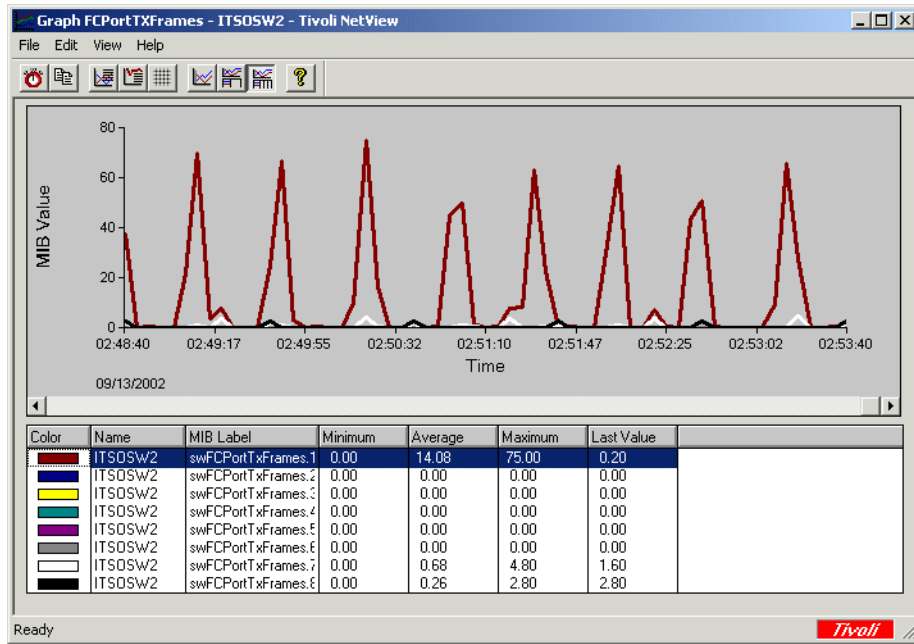 Graph FCPortTXFrames - ITSOSW2 - Tivoli NetView
File Edit View Help
80
60
40
20
0
MIB Value
02:48:40 02:49:17 02:49:55 02:50:32 02:51:10 02:51:47 02:52:25 02:53:02 02:53:40
Time
09/13/2002
Color Name MIB Label Minimum Average Maximum Last Value
ITSOSW2 swFCPortTxFrames.1 0.00 14.08 75.00 0.20
ITSOSW2 swFCPortTxFrames.2 0.00 0.00 0.00 0.00
ITSOSW2 swFCPortTxFrames.3 0.00 0.00 0.00 0.00
ITSOSW2 swFCPortTxFrames.4 0.00 0.00 0.00 0.00
ITSOSW2 swFCPortTxFrames.5 0.00 0.00 0.00 0.00
ITSOSW2 swFCPortTxFrames.6 0.00 0.00 0.00 0.00
ITSOSW2 swFCPortTxFrames.7 0.00 0.68 4.80 1.60
ITSOSW2 swFCPortTxFrames.8 0.00 0.26 2.80 2.80
Ready Tivoli